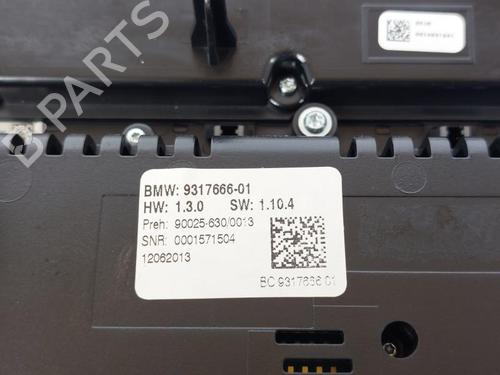 B-PARTS
BMW: 9317666-01
HW: 1.3.0 SW: 1.10.4
Preh: 90025-630/0013
SNR: 0001571504
12062013
BC 9317666 01